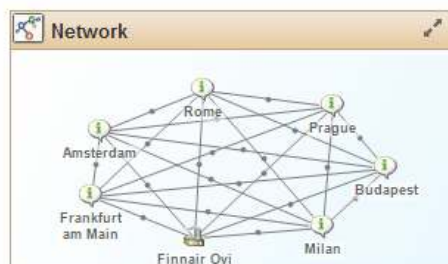 Network
Rome
Prague
Amsterdam
Budapest
Frankfurt
am Main
Milan
Finnair Oyj